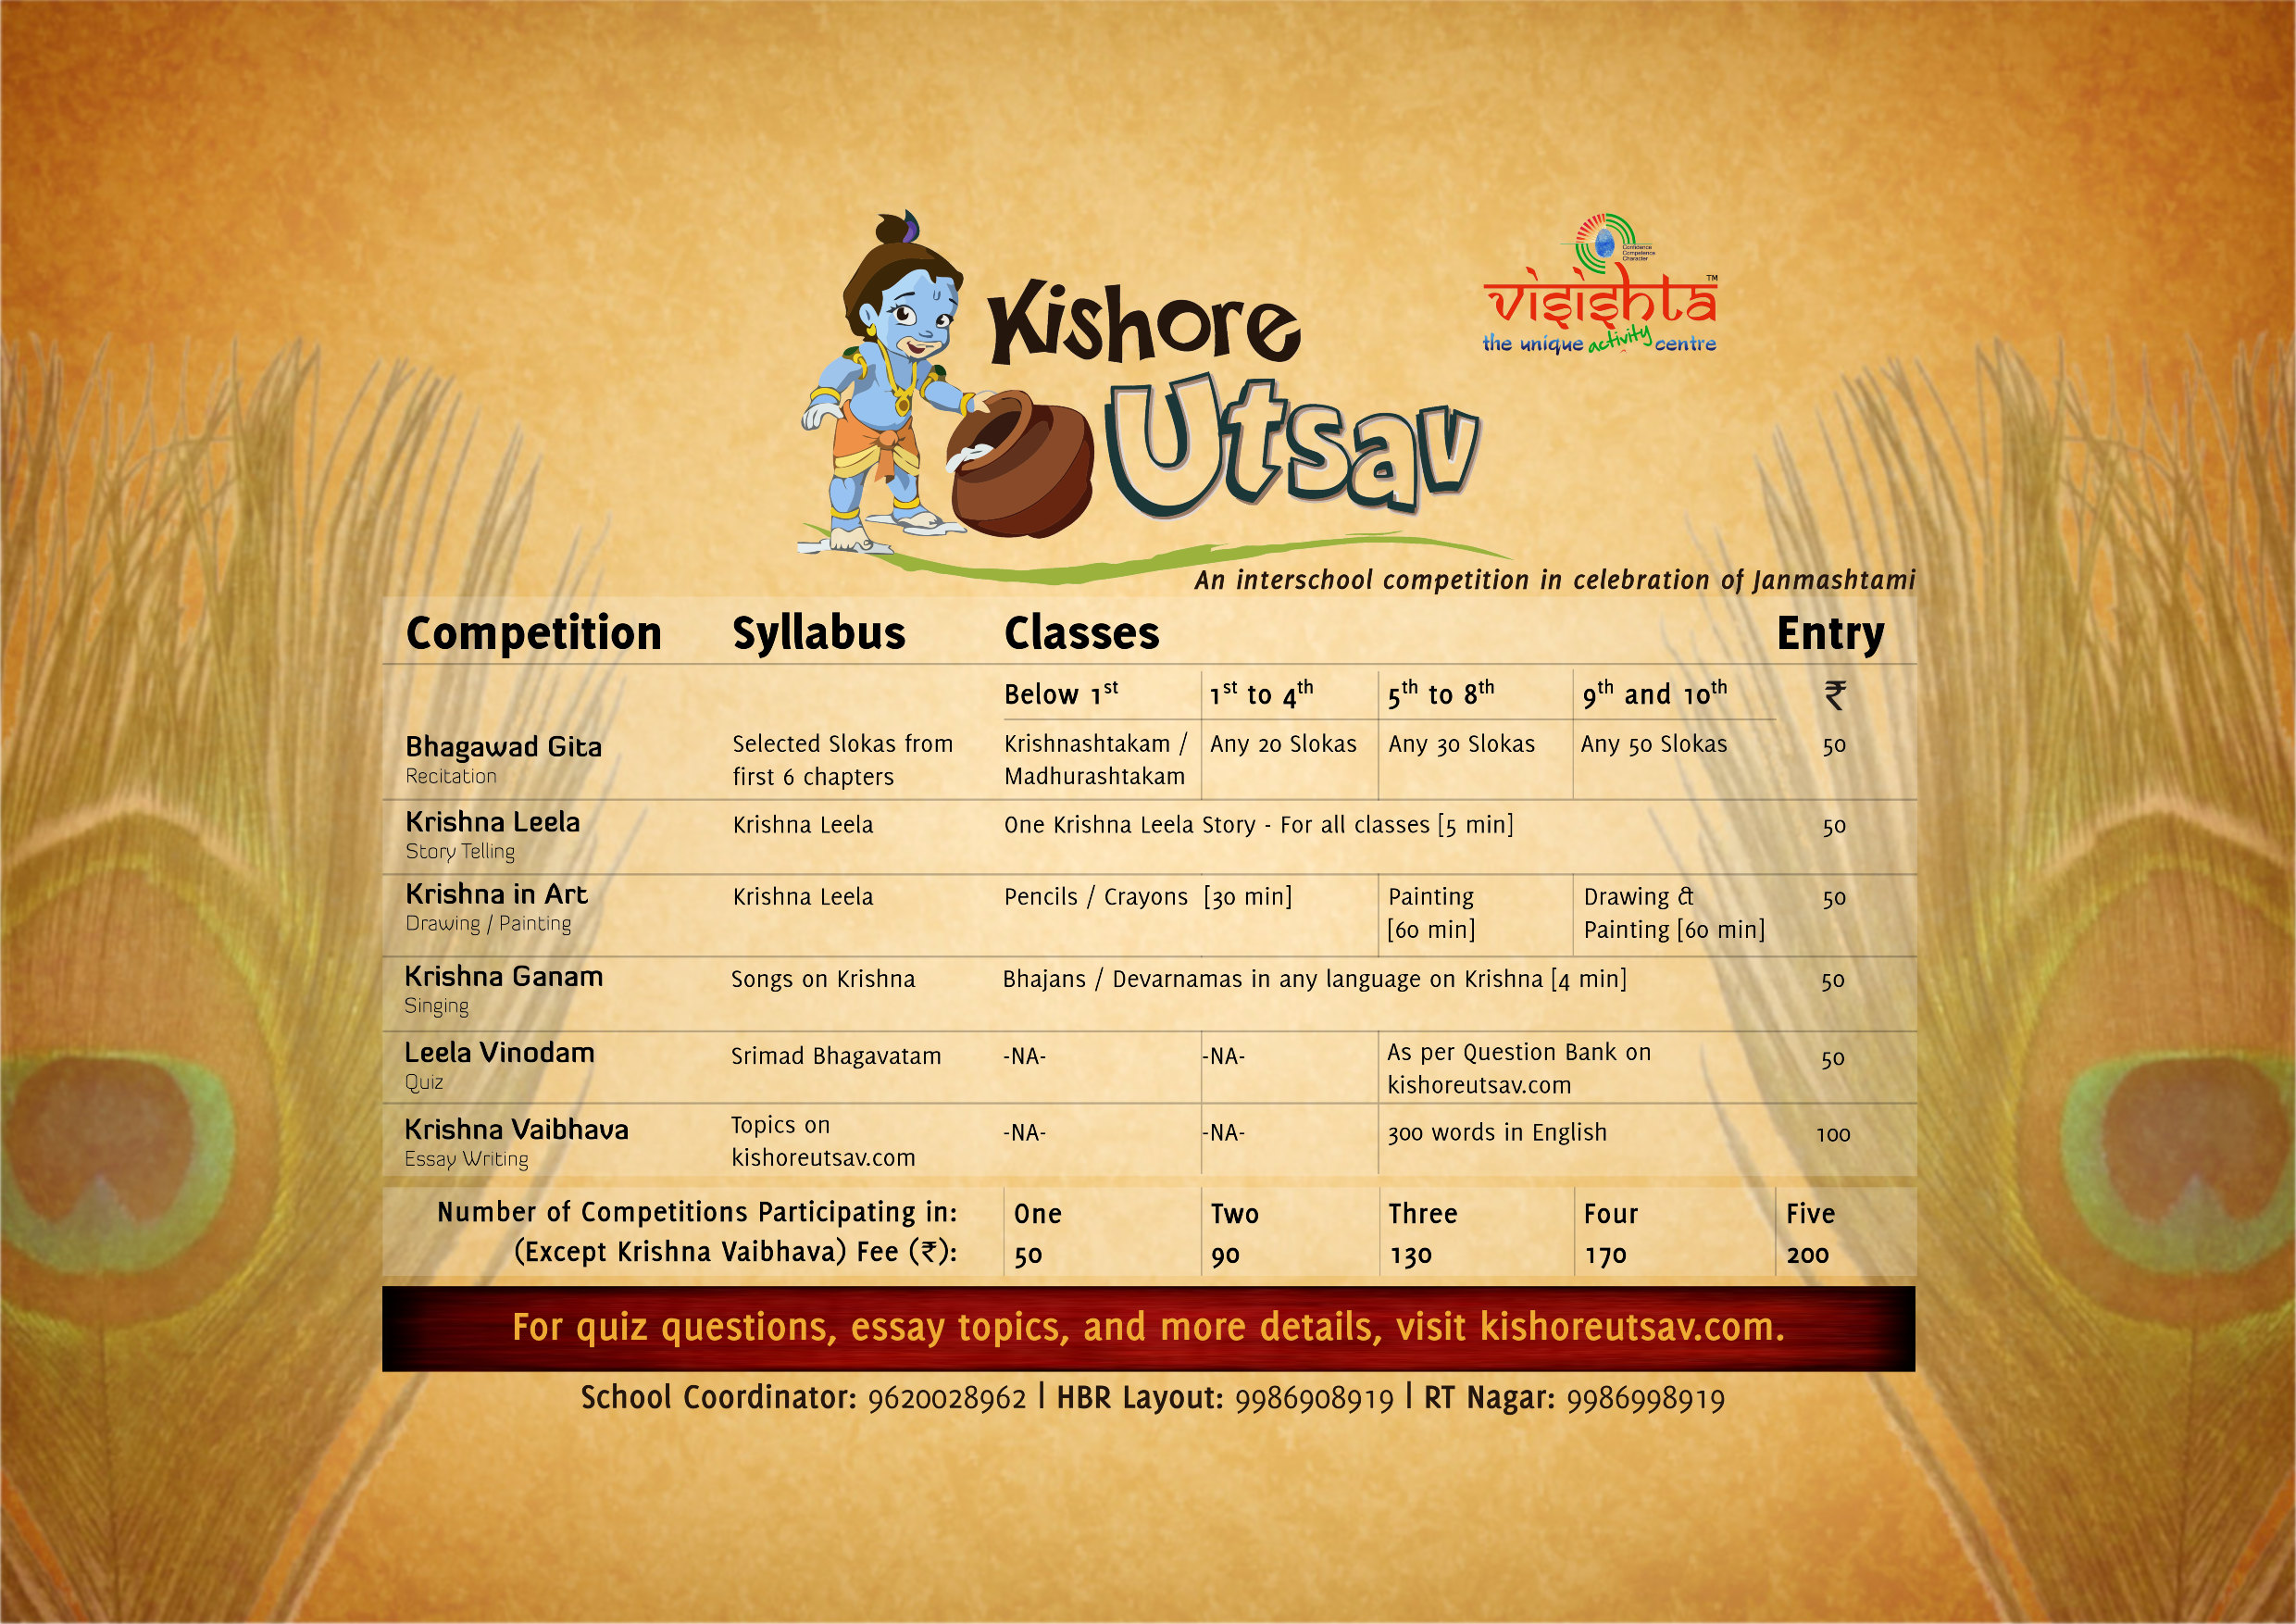 Kishore
Utsav
Confidence
Competence
Character
visishta TM
the unique activity centre
An interschool competition in celebration of Janmashtami
Competition Syllabus Classes Entry
Below 1st 1st to 4th 5th to 8th 9th and 10th ₹
Bhagawad Gita Selected Slokas from Krishnashtakam / Any 20 Slokas Any 30 Slokas Any 50 Slokas 50
Recitation first 6 chapters Madhurashtakam
Krishna Leela Krishna Leela One Krishna Leela Story - For all classes [5 min] 50
Story Telling
Krishna in Art Krishna Leela Pencils / Crayons [30 min] Painting Drawing & 50
Drawing / Painting [60 min] Painting [60 min]
Krishna Ganam Songs on Krishna Bhajans / Devarnamas in any language on Krishna [4 min] 50
Singing
Leela Vinodam Srimad Bhagavatam -NA- -NA- As per Question Bank on 50
Quiz kishoreutsav.com
Krishna Vaibhava Topics on -NA- -NA- 300 words in English 100
Essay Writing kishoreutsav.com
Number of Competitions Participating in: One Two Three Four Five
(Except Krishna Vaibhava) Fee (₹): 50 90 130 170 200
For quiz questions, essay topics, and more details, visit kishoreutsav.com.
School Coordinator: 9620028962 | HBR Layout: 9986908919 | RT Nagar: 9986998919